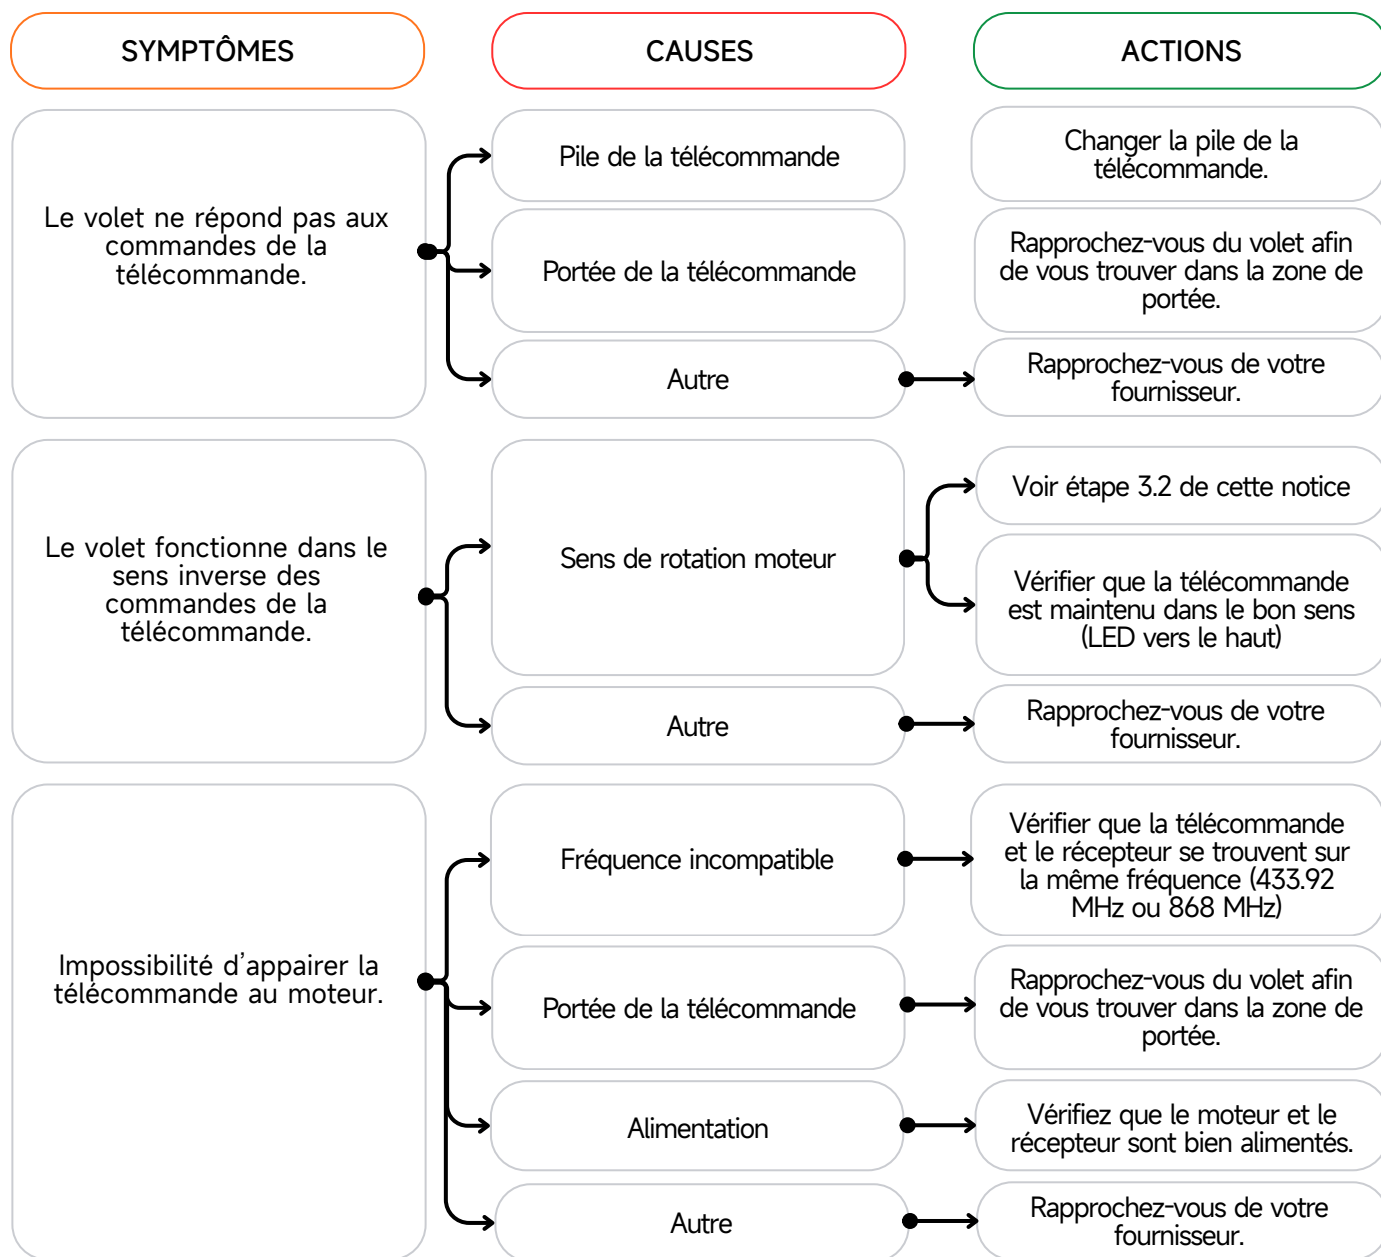 SYMPTÔMES
CAUSES
ACTIONS
Le volet ne répond pas aux
commandes de la
télécommande.
Pile de la télécommande
Changer la pile de la
télécommande.
Portée de la télécommande
Rapprochez-vous du volet afin
de vous trouver dans la zone de
portée.
Autre
Rapprochez-vous de votre
fournisseur.
Le volet fonctionne dans le
sens inverse des
commandes de la
télécommande.
Sens de rotation moteur
Voir étape 3.2 de cette notice
Vérifier que la télécommande
est maintenu dans le bon sens
(LED vers le haut)
Autre
Rapprochez-vous de votre
fournisseur.
Impossibilité d'appairer la
télécommande au moteur.
Fréquence incompatible
Vérifier que la télécommande
et le récepteur se trouvent sur
la même fréquence (433.92
MHz ou 868 MHz)
Portée de la télécommande
Rapprochez-vous du volet afin
de vous trouver dans la zone de
portée.
Alimentation
Vérifiez que le moteur et le
récepteur sont bien alimentés.
Autre
Rapprochez-vous de votre
fournisseur.